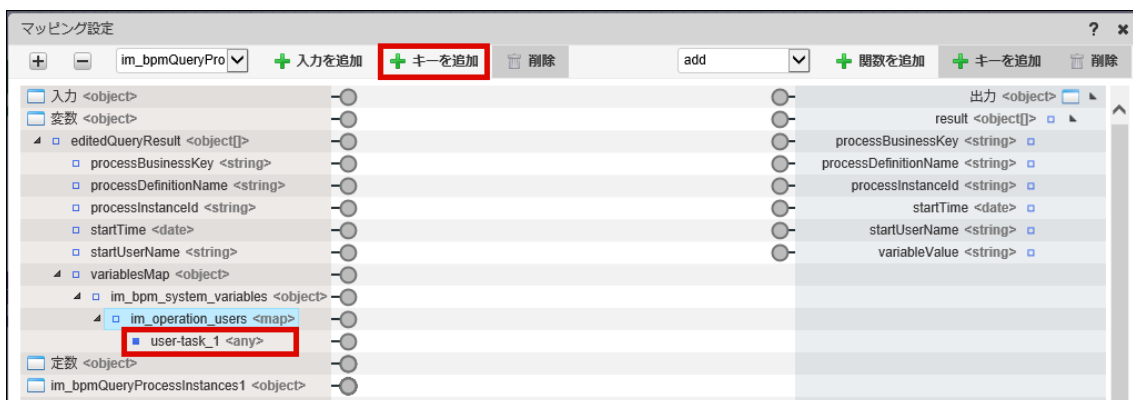 マッピング設定 ?
im_bpmQueryPro 入力を追加 キーを追加 削除 add 関数を追加 キーを追加 削除
入力 <object> 出力 <object>
変数 <object> result <object[]>
editedQueryResult <object[]> processBusinessKey <string>
processBusinessKey <string> processDefinitionName <string>
processDefinitionName <string> processInstanceId <string>
processInstanceId <string> startTime <date>
startTime <date> startUserName <string>
startUserName <string> variableValue <string>
variablesMap <object>
im_bpm_system_variables <object>
im_operation_users <map>
user-task_1 <any>
定数 <object>
im_bpmQueryProcessInstances1 <object>